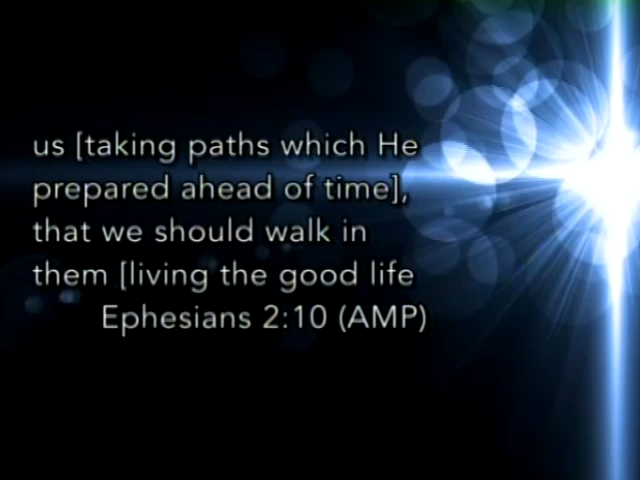 us [taking paths which He
prepared ahead of time],
that we should walk in
them [living the good life
Ephesians 2:10 (AMP)